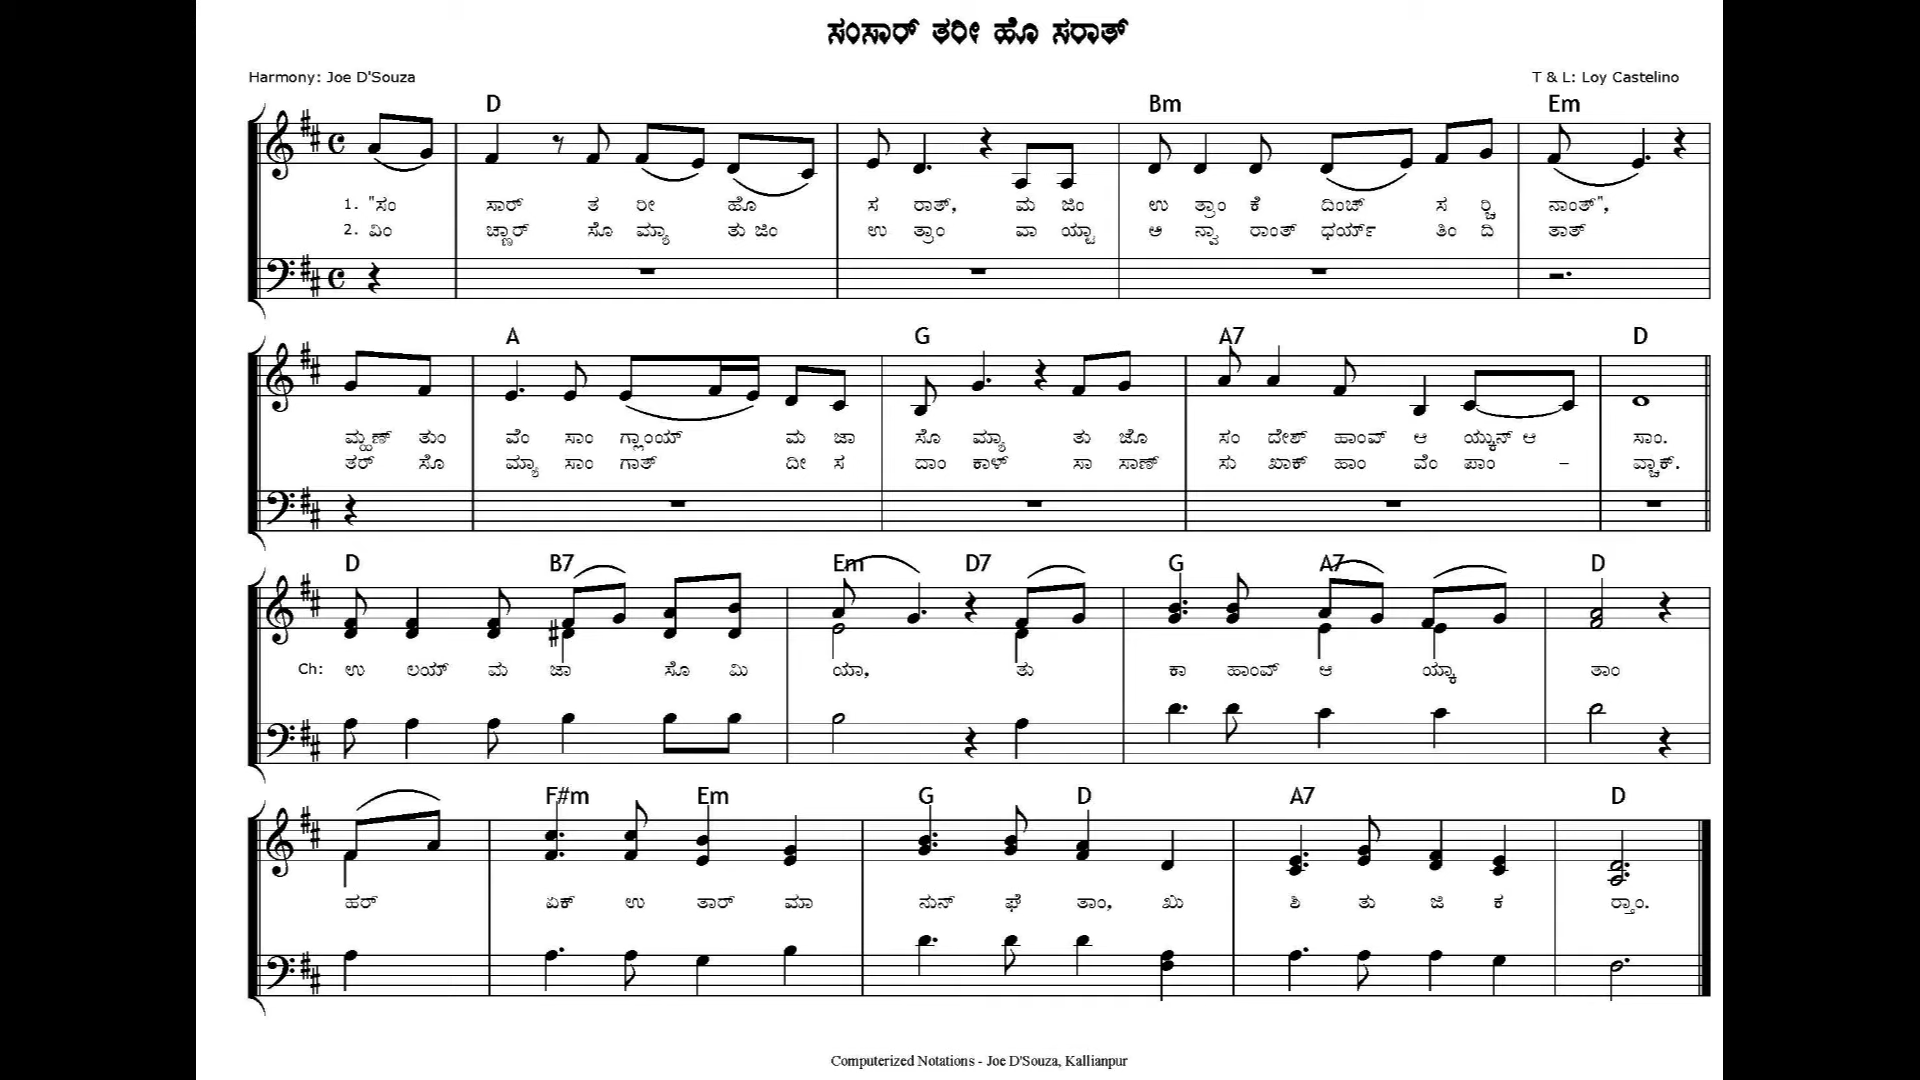 ಸಂಸಾರ್ ತರೀ ಹೊ ಸರಾತ್
Harmony: Joe D'Souza
T & L: Loy Castelino
D Bm Em
1. "ಸಂ ಸಾರ್ ತ ರೀ ಹೊ ಸ ರಾತ್, ಮ ಜಿಂ ಉ ತ್ರಾಂ ಕೆ ದಿಂಚ್ ಸ ರ‍್ಚಿ ನಾಂತ್",
2. ವಿಂ ಚ್ಣಾರ್ ಸೊ ಮ್ಯಾ ತು ಜಿಂ ಉ ತ್ರಾಂ ವಾ ಯ್ಟಾ ಆ ನ್ವಾ ರಾಂತ್ ಧರ್ಯ್ ತಿಂ ದಿ ತಾತ್
A G A7 D
ಮ್ಹಣ್ ತುಂ ವೆಂ ಸಾಂ ಗ್ಲಾಂಯ್ ಮ ಜಾ ಸೊ ಮ್ಯಾ ತು ಜೊ ಸಂ ದೇಶ್ ಹಾಂವ್ ಆ ಯ್ಕುನ್ ಆ ಸಾಂ.
ತರ್ ಸೊ ಮ್ಯಾ ಸಾಂ ಗಾತ್ ದೀ ಸ ದಾಂ ಕಾಳ್ ಸಾ ಸಾಣ್ ಸು ಖಾಕ್ ಹಾಂ ವೆಂ ಪಾಂ – ವ್ಚಾಕ್.
D B7 Em D7 G A7 D
Ch: ಉ ಲಯ್ ಮ ಜಾ ಸೊ ಮಿ ಯಾ, ತು ಕಾ ಹಾಂವ್ ಆ ಯ್ಕಾ ತಾಂ
F#m Em G D A7 D
ಹರ್ ಏಕ್ ಉ ತಾರ್ ಮಾ ನುನ್ ಘೆ ತಾಂ, ಖು ಶಿ ತು ಜಿ ಕ ರ‍್ತಾಂ.
Computerized Notations - Joe D'Souza, Kallianpur